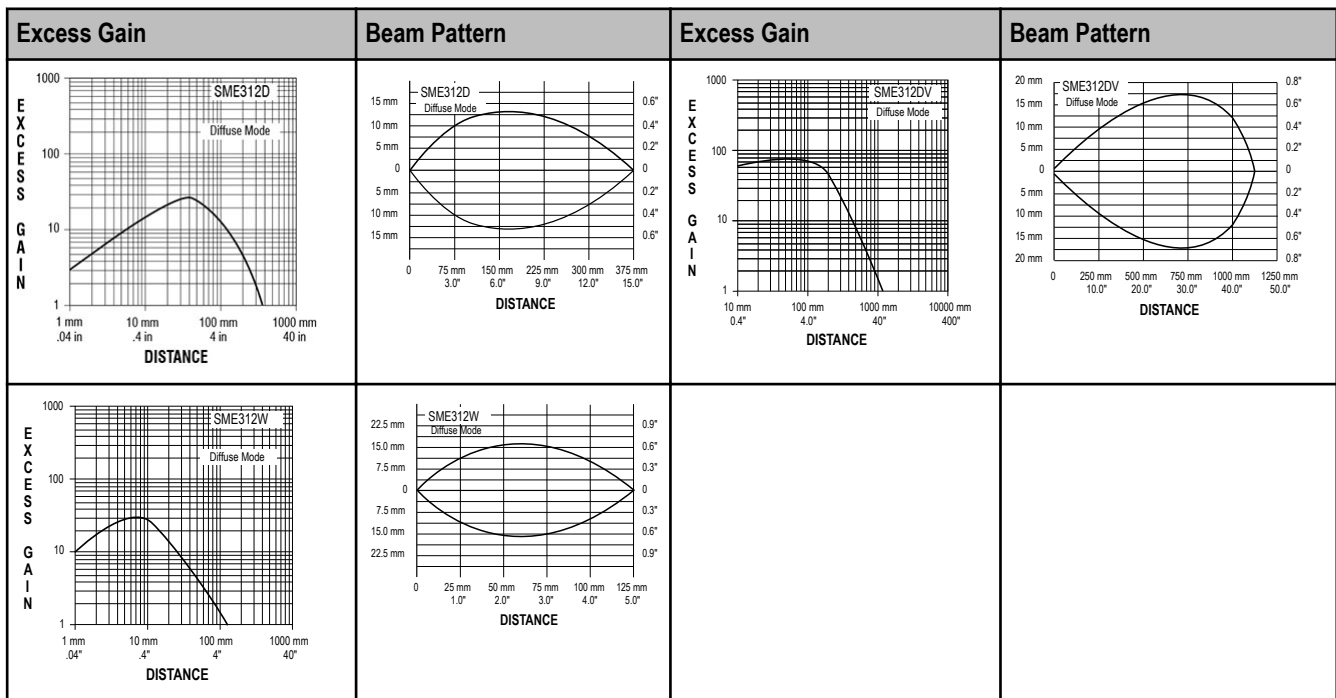 Excess Gain
Beam Pattern
Excess Gain
Beam Pattern
EXCESS GAIN
1000
100
10
1
SME312D
Diffuse Mode
1 mm 10 mm 100 mm 1000 mm
.04 in .4 in 4 in 40 in
DISTANCE
SME312D
Diffuse Mode
15 mm
10 mm
5 mm
0
5 mm
10 mm
15 mm
0.6"
0.4"
0.2"
0
0.2"
0.4"
0.6"
0 75 mm 150 mm 225 mm 300 mm 375 mm
3.0" 6.0" 9.0" 12.0" 15.0"
DISTANCE
EXCESS GAIN
1000
100
10
1
SME312DV
Diffuse Mode
10 mm 100 mm 1000 mm 10000 mm
0.4" 4.0" 40" 400"
DISTANCE
SME312DV
Diffuse Mode
20 mm
15 mm
10 mm
5 mm
0
5 mm
10 mm
15 mm
20 mm
0.8"
0.6"
0.4"
0.2"
0
0.2"
0.4"
0.6"
0.8"
0 250 mm 500 mm 750 mm 1000 mm 1250 mm
10.0" 20.0" 30.0" 40.0" 50.0"
DISTANCE
EXCESS GAIN
1000
100
10
1
SME312W
Diffuse Mode
1 mm 10 mm 100 mm 1000 mm
.04" .4" 4" 40"
DISTANCE
SME312W
Diffuse Mode
22.5 mm
15.0 mm
7.5 mm
0
7.5 mm
15.0 mm
22.5 mm
0.9"
0.6"
0.3"
0
0.3"
0.6"
0.9"
0 25 mm 50 mm 75 mm 100 mm 125 mm
1.0" 2.0" 3.0" 4.0" 5.0"
DISTANCE